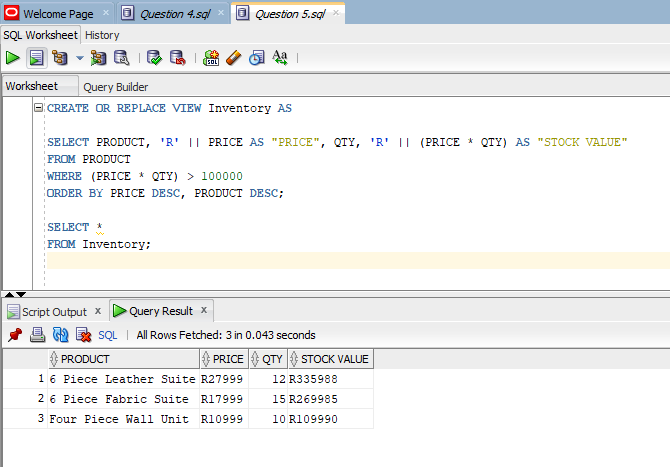 Welcome Page Question 4.sql Question 5.sql
SQL Worksheet History
SQL Aa
Worksheet Query Builder
CREATE OR REPLACE VIEW Inventory AS
SELECT PRODUCT, 'R' || PRICE AS "PRICE", QTY, 'R' || (PRICE * QTY) AS "STOCK VALUE"
FROM PRODUCT
WHERE (PRICE * QTY) > 100000
ORDER BY PRICE DESC, PRODUCT DESC;
SELECT *
FROM Inventory;
Script Output x Query Result x
SQL | All Rows Fetched: 3 in 0.043 seconds
PRODUCT PRICE QTY STOCK VALUE
1 6 Piece Leather Suite R27999 12 R335988
2 6 Piece Fabric Suite R17999 15 R269985
3 Four Piece Wall Unit R10999 10 R109990